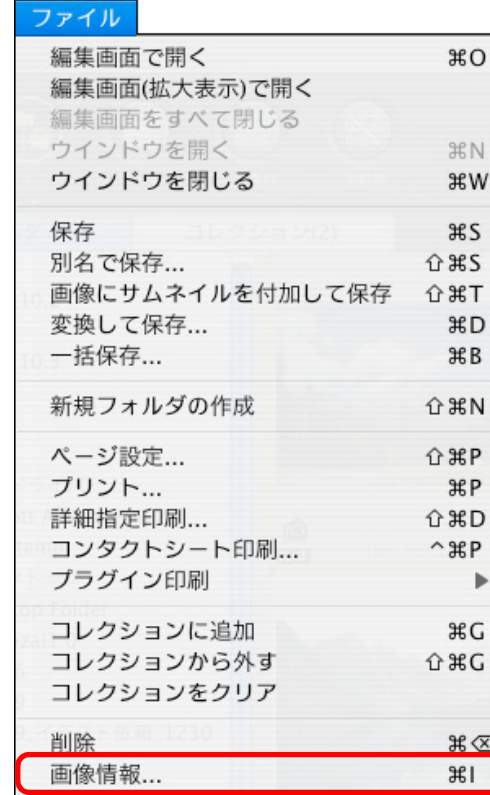 ファイル
編集画面で開く ⌘O
編集画面(拡大表示)で開く
編集画面をすべて閉じる
ウインドウを開く ⌘N
ウインドウを閉じる ⌘W
保存 ⌘S
別名で保存... ⇧⌘S
画像にサムネイルを付加して保存 ⇧⌘T
変換して保存... ⌘D
一括保存... ⌘B
新規フォルダの作成 ⇧⌘N
ページ設定... ⇧⌘P
プリント... ⌘P
詳細指定印刷... ⇧⌘D
コンタクトシート印刷... ^⌘P
プラグイン印刷 ▶
コレクションに追加 ⌘G
コレクションから外す ⇧⌘G
コレクションをクリア
削除 ⌘⌫
画像情報... ⌘I